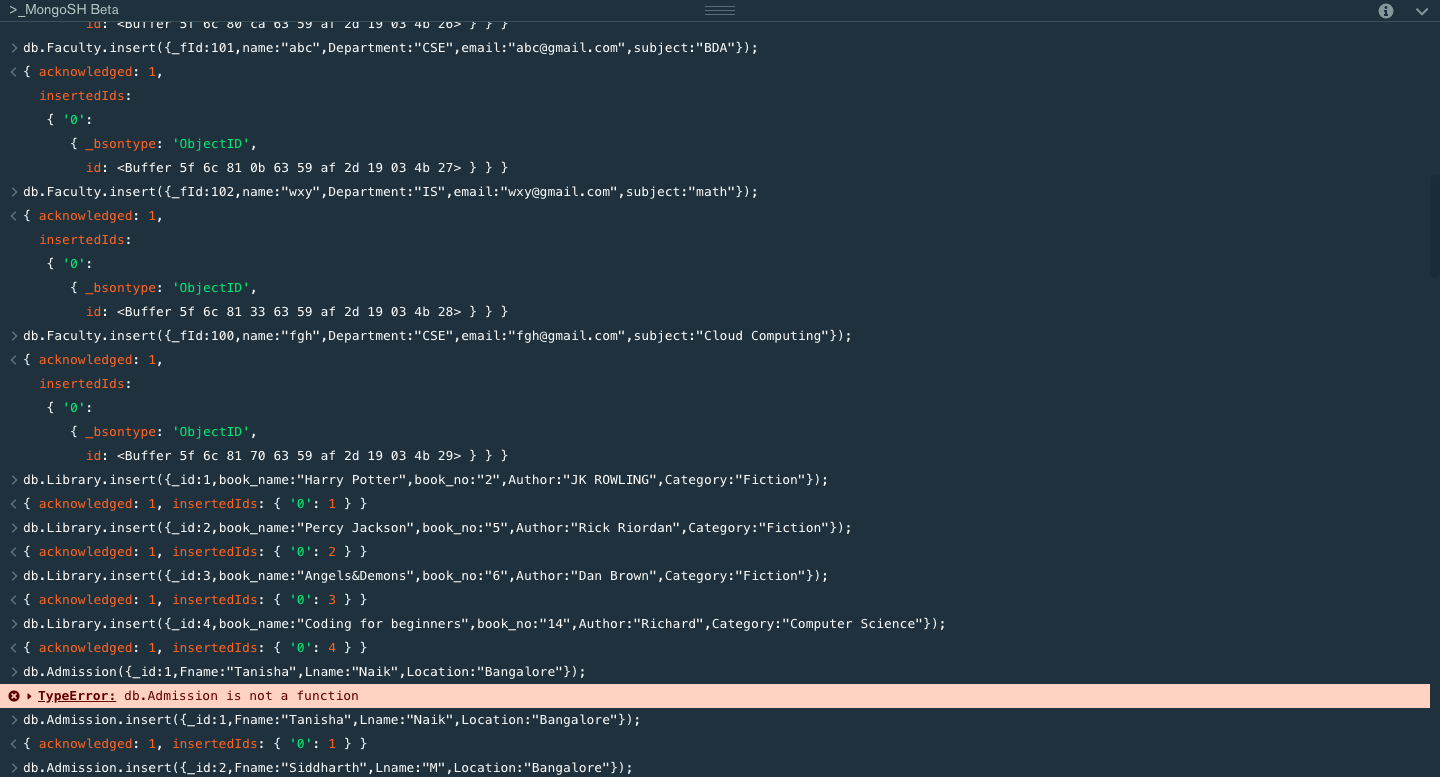 >_MongoSH Beta
id: <Buffer 5f 6c 80 ca 63 59 af 2d 19 03 4b 26> } } }
> db.Faculty.insert({_fId:101,name:"abc",Department:"CSE",email:"abc@gmail.com",subject:"BDA"});
< { acknowledged: 1,
insertedIds:
{ '0':
{ _bsontype: 'ObjectID',
id: <Buffer 5f 6c 81 0b 63 59 af 2d 19 03 4b 27> } } }
> db.Faculty.insert({_fId:102,name:"wxy",Department:"IS",email:"wxy@gmail.com",subject:"math"});
< { acknowledged: 1,
insertedIds:
{ '0':
{ _bsontype: 'ObjectID',
id: <Buffer 5f 6c 81 33 63 59 af 2d 19 03 4b 28> } } }
> db.Faculty.insert({_fId:100,name:"fgh",Department:"CSE",email:"fgh@gmail.com",subject:"Cloud Computing"});
< { acknowledged: 1,
insertedIds:
{ '0':
{ _bsontype: 'ObjectID',
id: <Buffer 5f 6c 81 70 63 59 af 2d 19 03 4b 29> } } }
> db.Library.insert({_id:1,book_name:"Harry Potter",book_no:"2",Author:"JK ROWLING",Category:"Fiction"});
< { acknowledged: 1, insertedIds: { '0': 1 } }
> db.Library.insert({_id:2,book_name:"Percy Jackson",book_no:"5",Author:"Rick Riordan",Category:"Fiction"});
< { acknowledged: 1, insertedIds: { '0': 2 } }
> db.Library.insert({_id:3,book_name:"Angels&Demons",book_no:"6",Author:"Dan Brown",Category:"Fiction"});
< { acknowledged: 1, insertedIds: { '0': 3 } }
> db.Library.insert({_id:4,book_name:"Coding for beginners",book_no:"14",Author:"Richard",Category:"Computer Science"});
< { acknowledged: 1, insertedIds: { '0': 4 } }
> db.Admission({_id:1,Fname:"Tanisha",Lname:"Naik",Location:"Bangalore"});
TypeError: db.Admission is not a function
> db.Admission.insert({_id:1,Fname:"Tanisha",Lname:"Naik",Location:"Bangalore"});
< { acknowledged: 1, insertedIds: { '0': 1 } }
> db.Admission.insert({_id:2,Fname:"Siddharth",Lname:"M",Location:"Bangalore"});